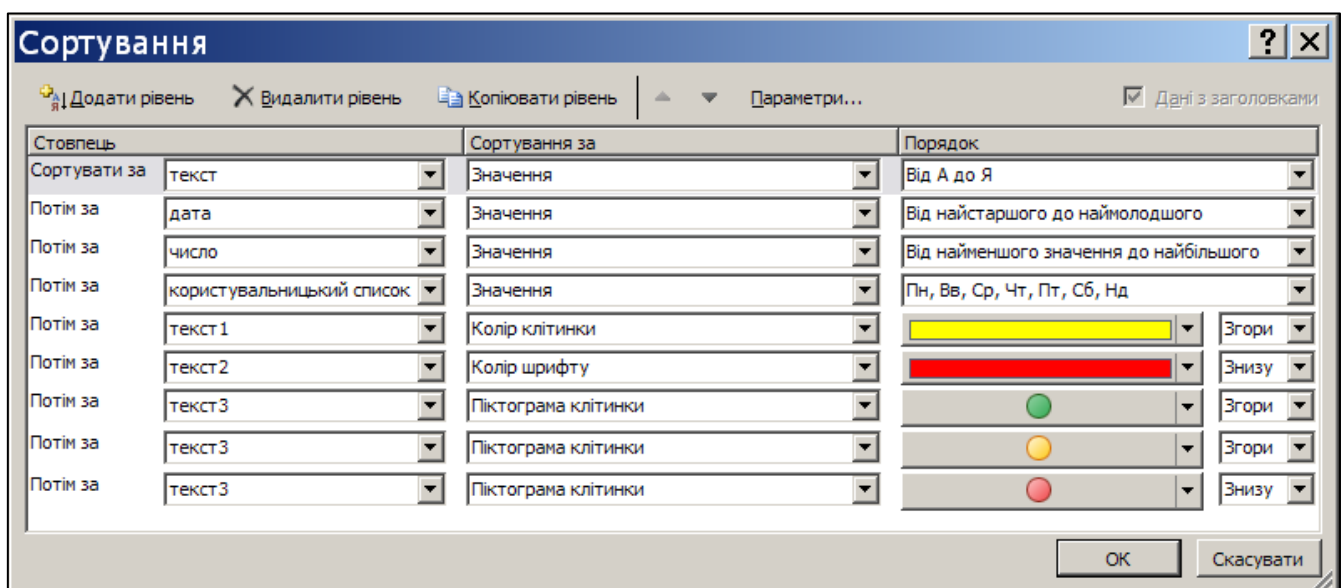 Сортування
Додати рівень Видалити рівень Копіювати рівень Параметри... Дані з заголовками
Стовпець Сортування за Порядок
Сортувати за текст Значення Від А до Я
Потім за дата Значення Від найстаршого до наймолодшого
Потім за число Значення Від найменшого значення до найбільшого
Потім за користувальницький список Значення Пн, Вв, Ср, Чт, Пт, Сб, Нд
Потім за текст1 Колір клітинки Згори
Потім за текст2 Колір шрифту Знизу
Потім за текст3 Піктограма клітинки Згори
Потім за текст3 Піктограма клітинки Згори
Потім за текст3 Піктограма клітинки Знизу
ОК Скасувати